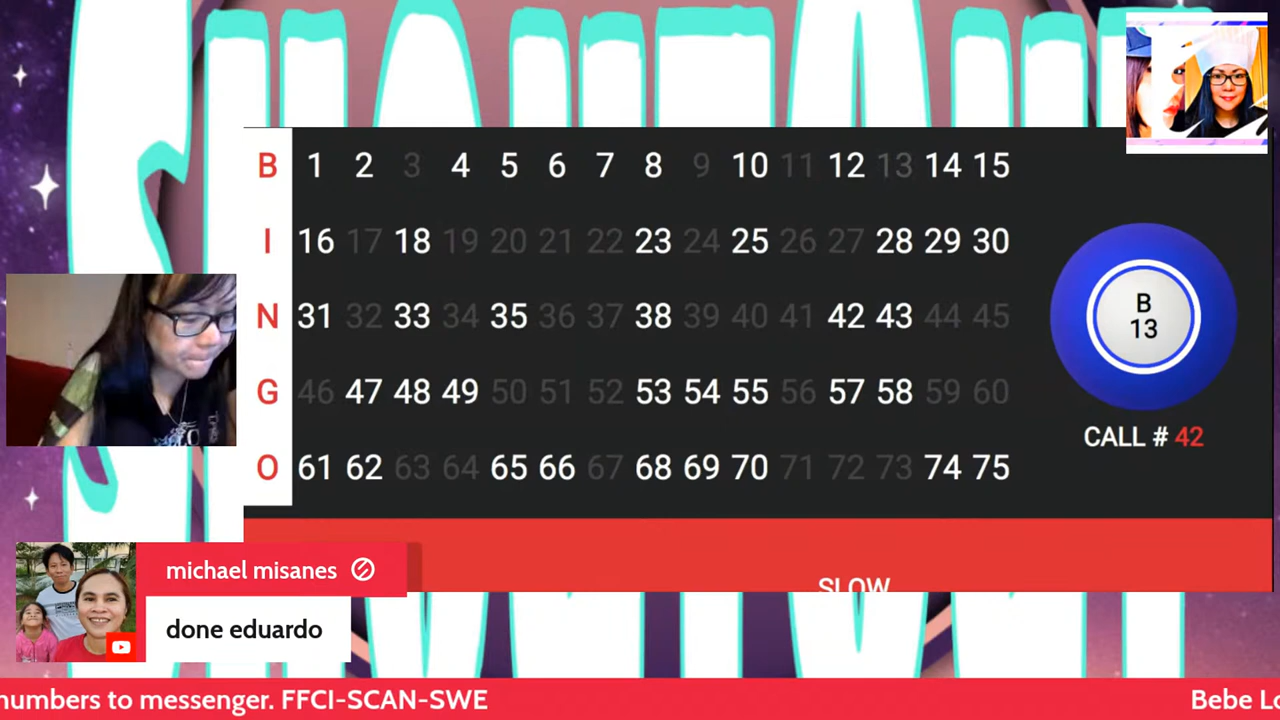 B 1 2 3 4 5 6 7 8 9 10 11 12 13 14 15
I 16 17 18 19 20 21 22 23 24 25 26 27 28 29 30
N 31 32 33 34 35 36 37 38 39 40 41 42 43 44 45
G 46 47 48 49 50 51 52 53 54 55 56 57 58 59 60
O 61 62 63 64 65 66 67 68 69 70 71 72 73 74 75
B
13
CALL # 42
SLOW
michael misanes
done eduardo
numbers to messenger. FFCI-SCAN-SWE
Bebe Lo